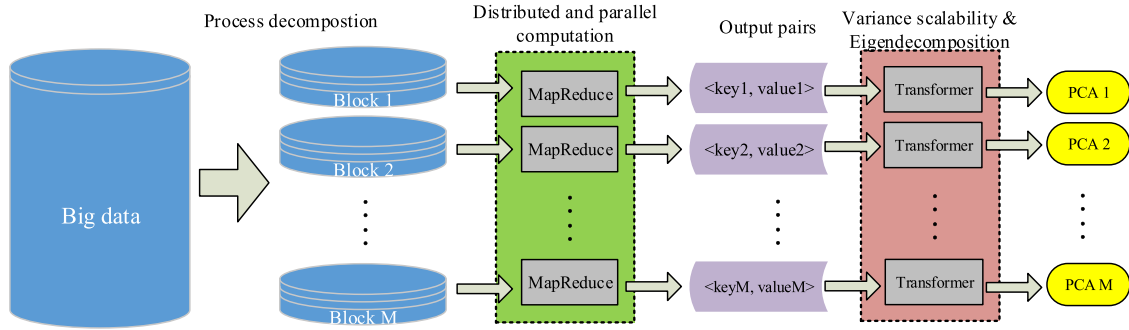 Process decompostion
Distributed and parallel
computation
Output pairs
Variance scalability &
Eigendecomposition
Big data
Block 1
MapReduce
<key1, value1>
Transformer
PCA 1
Block 2
MapReduce
<key2, value2>
Transformer
PCA 2
Block M
MapReduce
<keyM, valueM>
Transformer
PCA M